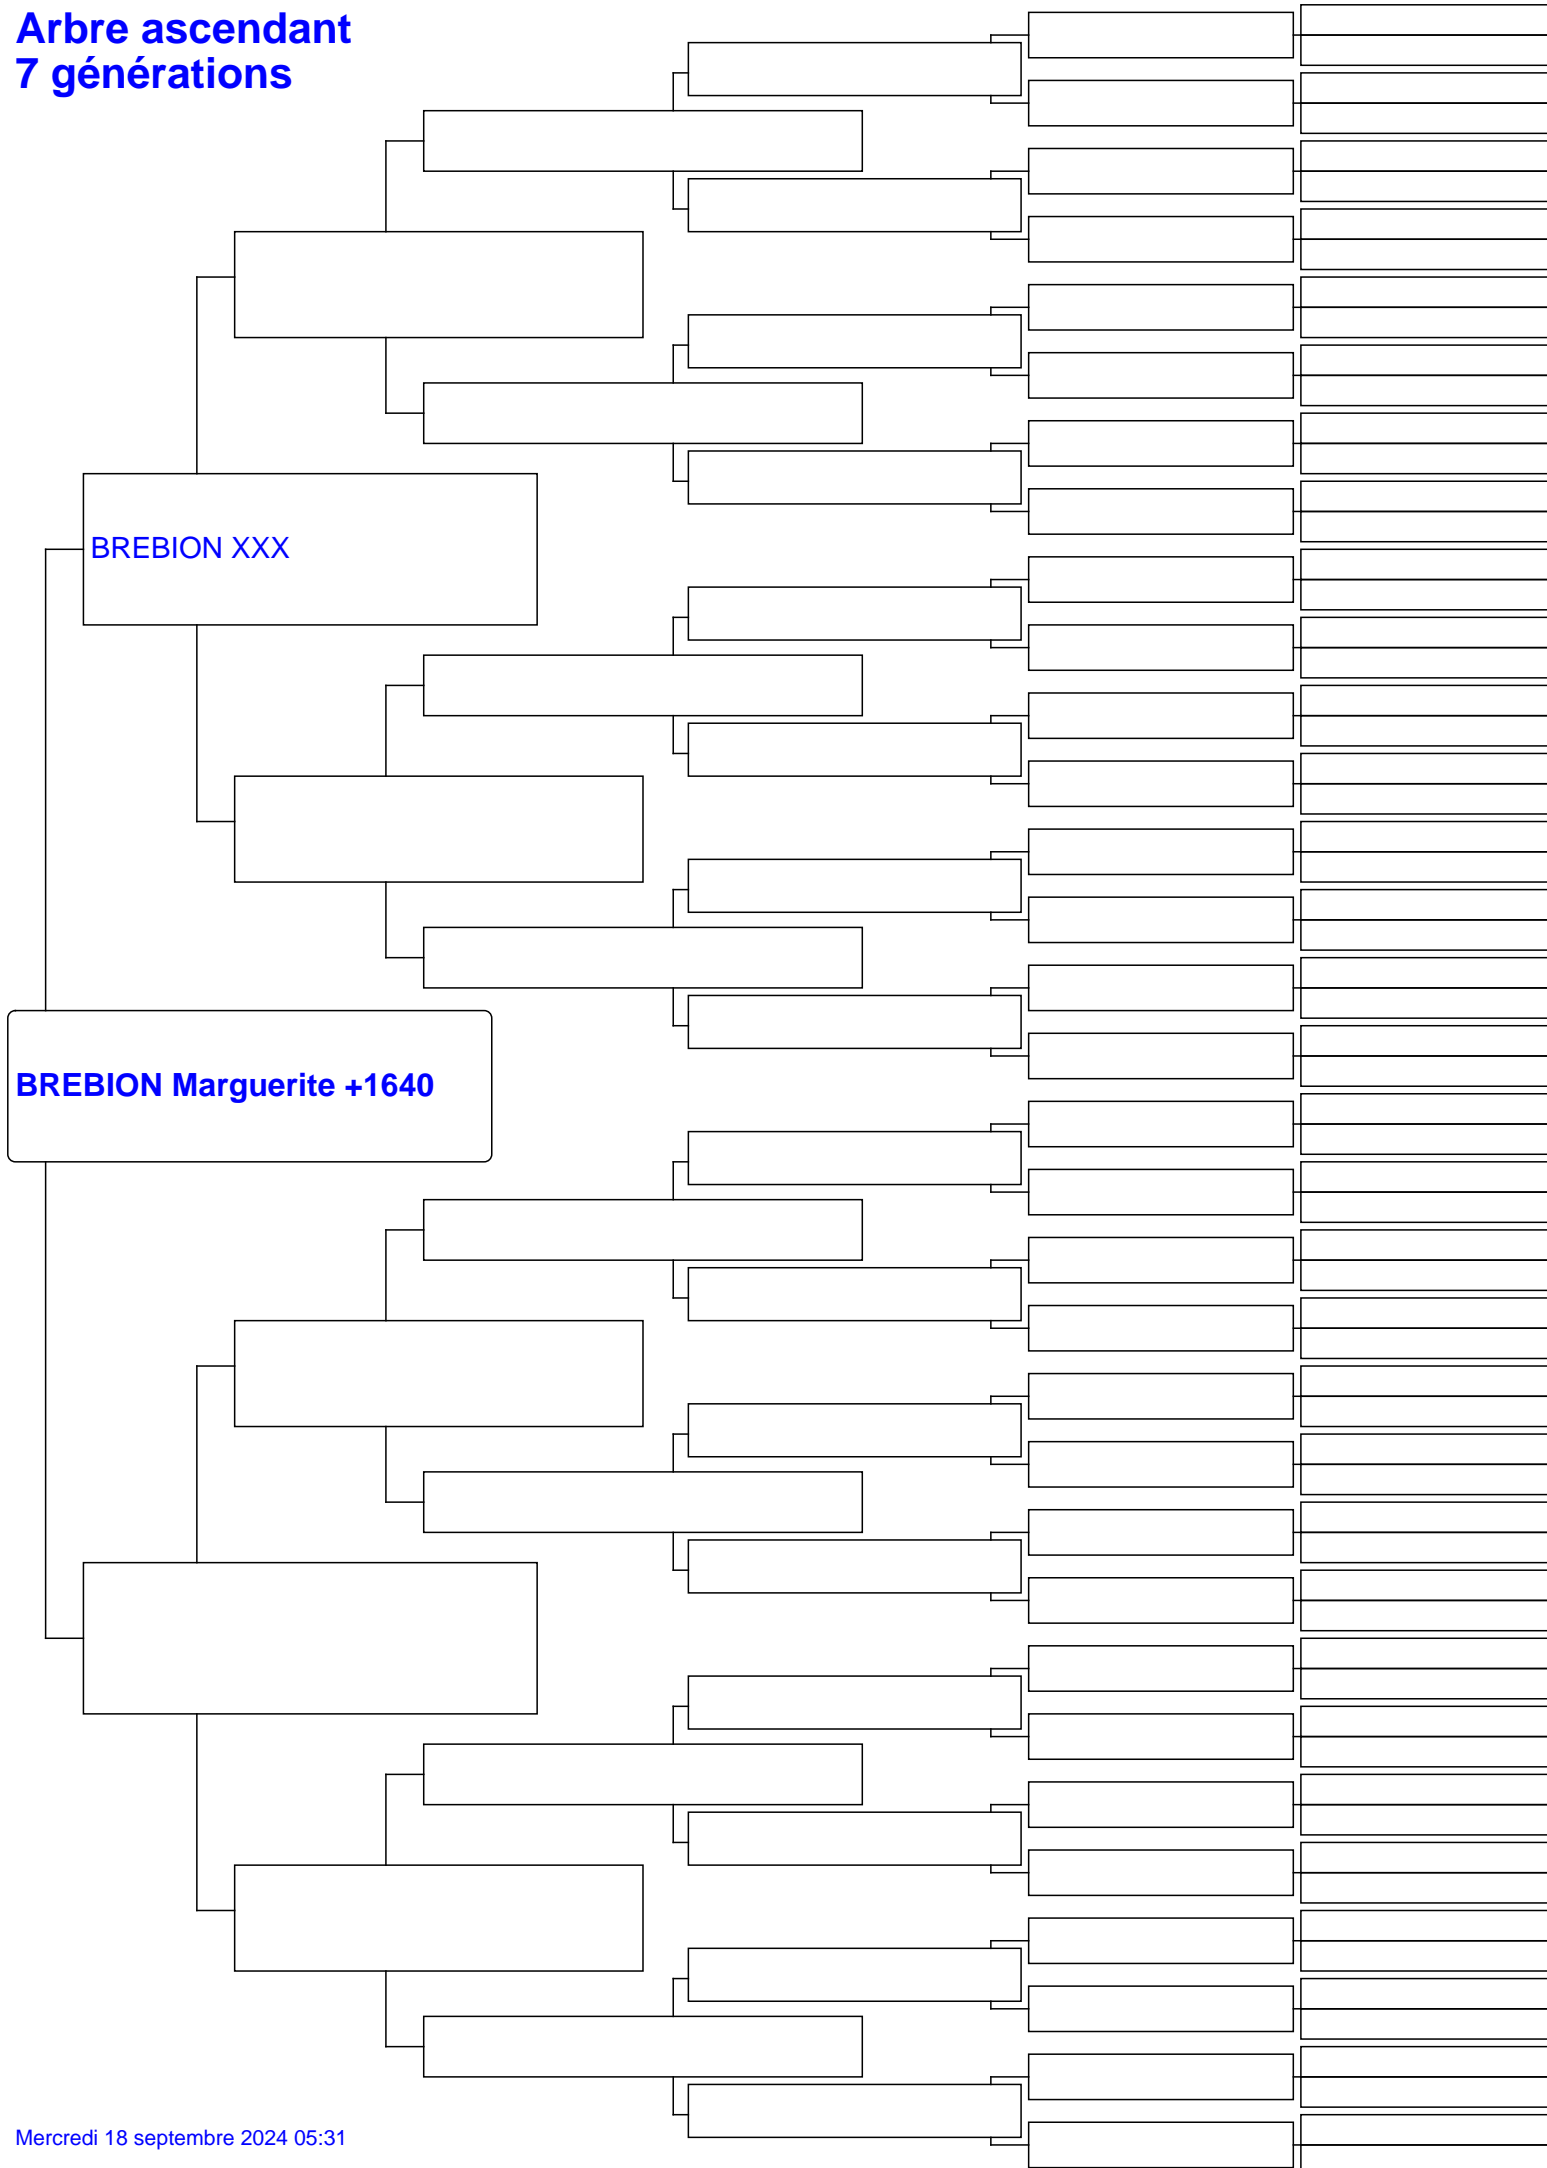 Arbre ascendant
7 générations
BREBION XXX
BREBION Marguerite +1640
Mercredi 18 septembre 2024 05:31